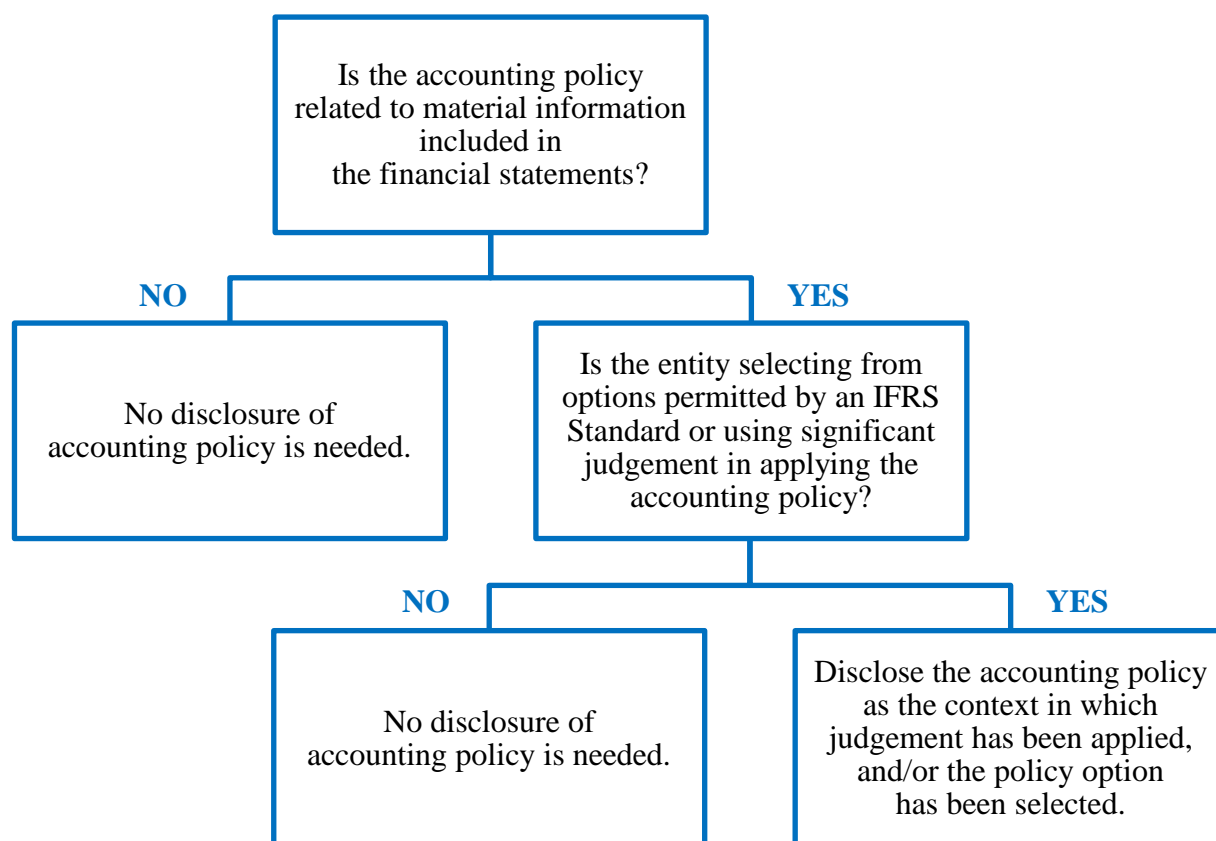 Is the accounting policy
related to material information
included in
the financial statements?
NO
YES
No disclosure of
accounting policy is needed.
Is the entity selecting from
options permitted by an IFRS
Standard or using significant
judgement in applying the
accounting policy?
NO
YES
No disclosure of
accounting policy is needed.
Disclose the accounting policy
as the context in which
judgement has been applied,
and/or the policy option
has been selected.